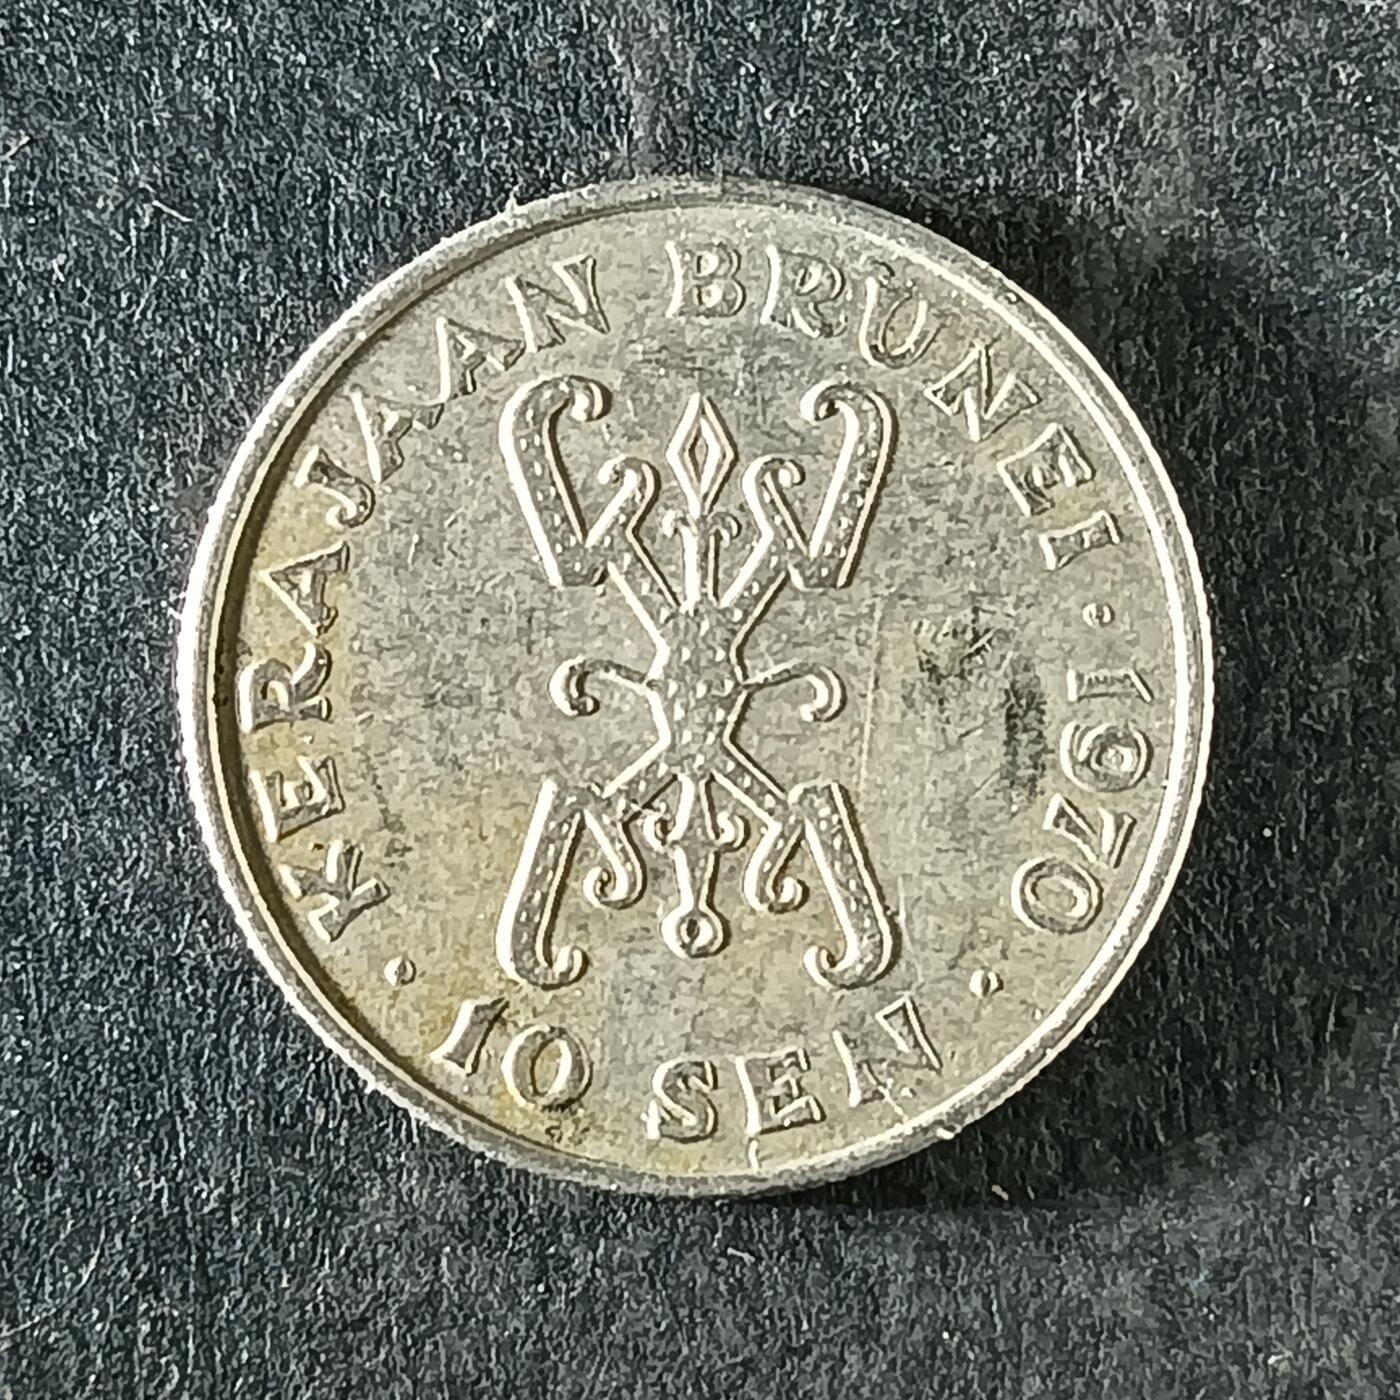 KERAJAAN BRUNEI · 1970 ·
10 SEN ·